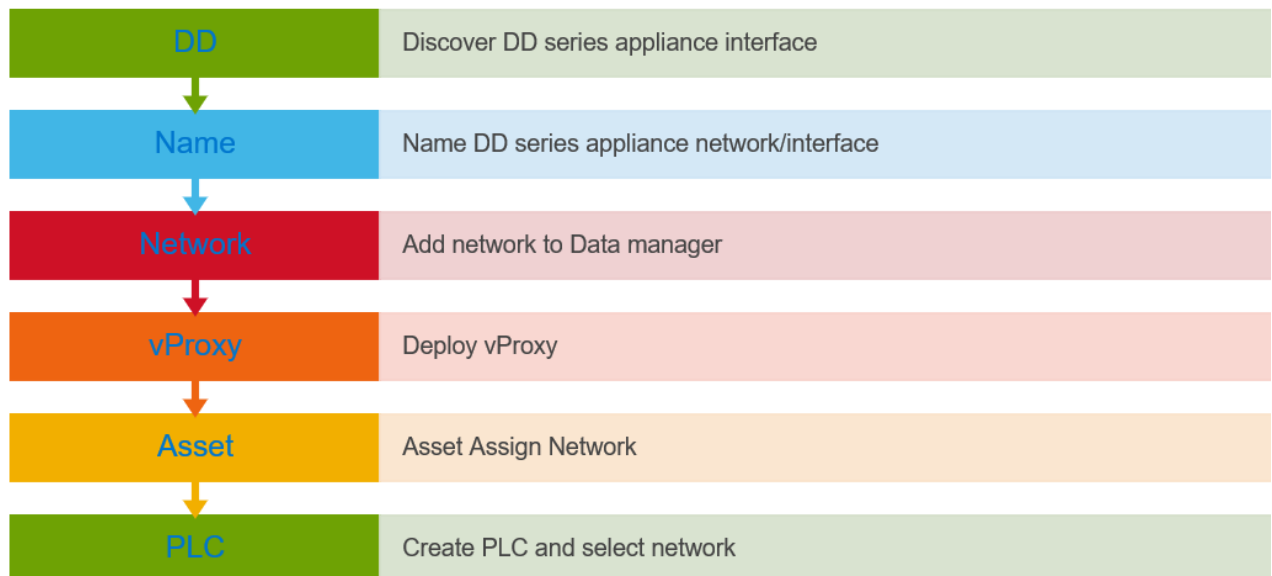 DD
Discover DD series appliance interface
Name
Name DD series appliance network/interface
Network
Add network to Data manager
vProxy
Deploy vProxy
Asset
Asset Assign Network
PLC
Create PLC and select network